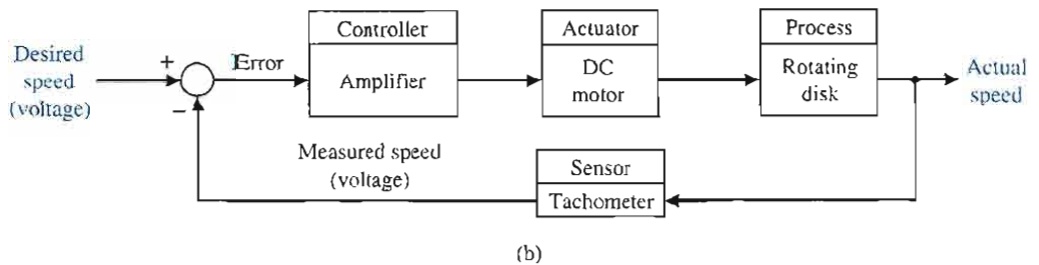 Desired
speed
(voltage)
+
−
Error
Controller
Amplifier
Actuator
DC
motor
Process
Rotating
disk
Actual
speed
Measured speed
(voltage)
Sensor
Tachometer
(b)